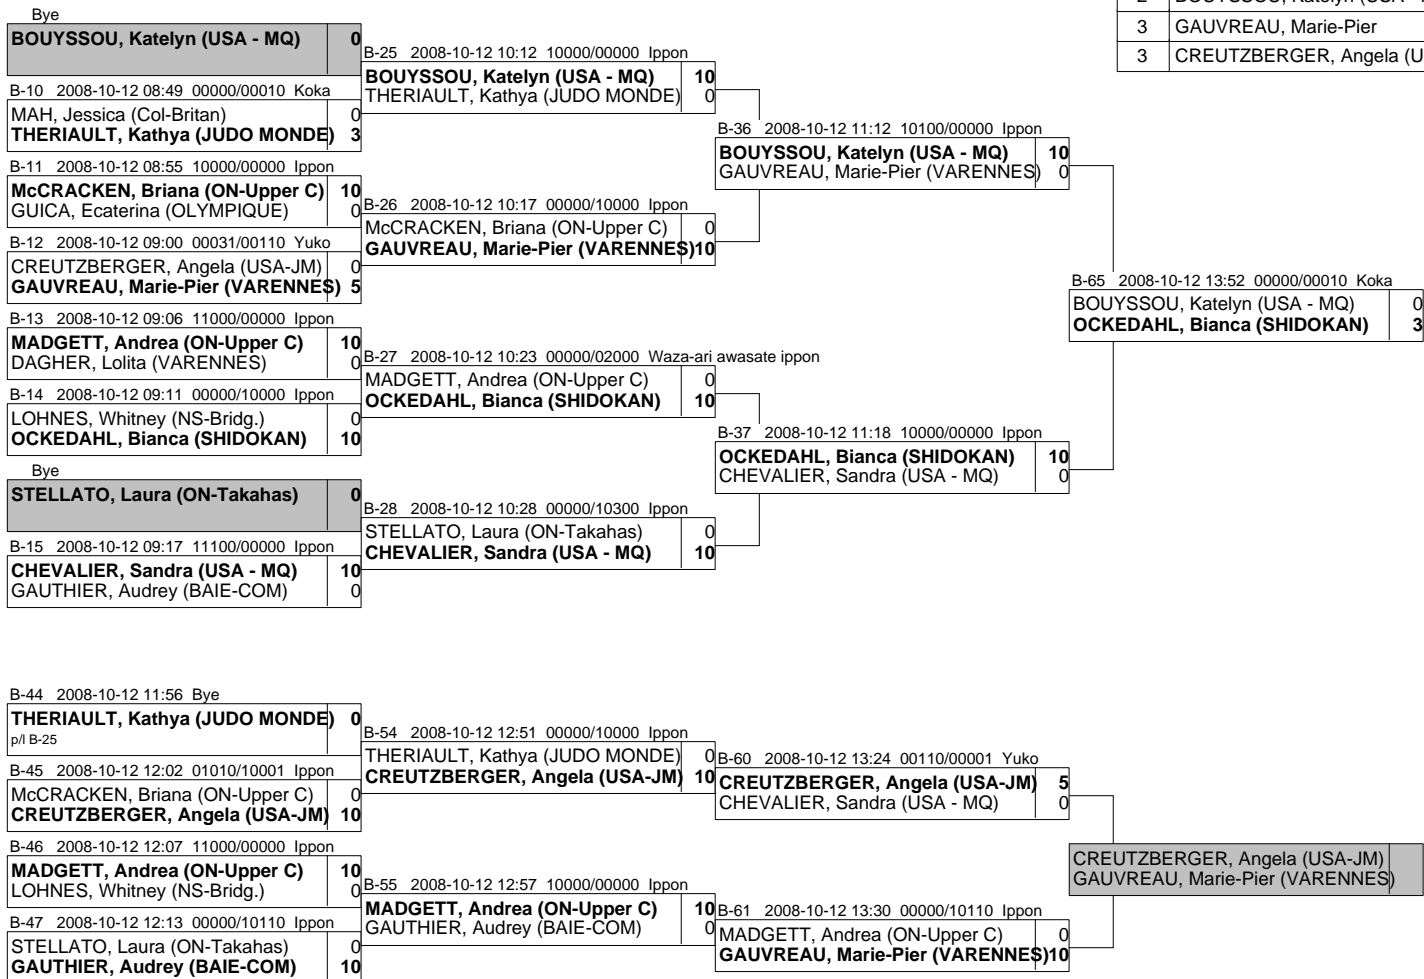 2 BOUYSSOU, Katelyn (USA -
3 GAUVREAU, Marie-Pier
3 CREUTZBERGER, Angela (U
Bye
BOUYSSOU, Katelyn (USA - MQ) 0
B-10 2008-10-12 08:49 00000/00010 Koka
MAH, Jessica (Col-Britan) 0
THERIAULT, Kathya (JUDO MONDE) 3
B-11 2008-10-12 08:55 10000/00000 Ippon
McCRACKEN, Briana (ON-Upper C) 10
GUICA, Ecaterina (OLYMPIQUE) 0
B-12 2008-10-12 09:00 00031/00110 Yuko
CREUTZBERGER, Angela (USA-JM) 0
GAUVREAU, Marie-Pier (VARENNES) 5
B-13 2008-10-12 09:06 11000/00000 Ippon
MADGETT, Andrea (ON-Upper C) 10
DAGHER, Lolita (VARENNES) 0
B-14 2008-10-12 09:11 00000/10000 Ippon
LOHNES, Whitney (NS-Bridg.) 0
OCKEDAHL, Bianca (SHIDOKAN) 10
Bye
STELLATO, Laura (ON-Takahas) 0
B-15 2008-10-12 09:17 11100/00000 Ippon
CHEVALIER, Sandra (USA - MQ) 10
GAUTHIER, Audrey (BAIE-COM) 0
B-25 2008-10-12 10:12 10000/00000 Ippon
BOUYSSOU, Katelyn (USA - MQ) 10
THERIAULT, Kathya (JUDO MONDE) 0
B-26 2008-10-12 10:17 00000/10000 Ippon
McCRACKEN, Briana (ON-Upper C) 0
GAUVREAU, Marie-Pier (VARENNES) 10
B-27 2008-10-12 10:23 00000/02000 Waza-ari awasate ippon
MADGETT, Andrea (ON-Upper C) 0
OCKEDAHL, Bianca (SHIDOKAN) 10
B-28 2008-10-12 10:28 00000/10300 Ippon
STELLATO, Laura (ON-Takahas) 0
CHEVALIER, Sandra (USA - MQ) 10
B-36 2008-10-12 11:12 10100/00000 Ippon
BOUYSSOU, Katelyn (USA - MQ) 10
GAUVREAU, Marie-Pier (VARENNES) 0
B-37 2008-10-12 11:18 10000/00000 Ippon
OCKEDAHL, Bianca (SHIDOKAN) 10
CHEVALIER, Sandra (USA - MQ) 0
B-65 2008-10-12 13:52 00000/00010 Koka
BOUYSSOU, Katelyn (USA - MQ) 0
OCKEDAHL, Bianca (SHIDOKAN) 3
B-44 2008-10-12 11:56 Bye
THERIAULT, Kathya (JUDO MONDE) 0
p/l B-25
B-45 2008-10-12 12:02 01010/10001 Ippon
McCRACKEN, Briana (ON-Upper C) 0
CREUTZBERGER, Angela (USA-JM) 10
B-46 2008-10-12 12:07 11000/00000 Ippon
MADGETT, Andrea (ON-Upper C) 10
LOHNES, Whitney (NS-Bridg.) 0
B-47 2008-10-12 12:13 00000/10110 Ippon
STELLATO, Laura (ON-Takahas) 0
GAUTHIER, Audrey (BAIE-COM) 10
B-54 2008-10-12 12:51 00000/10000 Ippon
THERIAULT, Kathya (JUDO MONDE) 0
CREUTZBERGER, Angela (USA-JM) 10
B-55 2008-10-12 12:57 10000/00000 Ippon
MADGETT, Andrea (ON-Upper C) 10
GAUTHIER, Audrey (BAIE-COM) 0
B-60 2008-10-12 13:24 00110/00001 Yuko
CREUTZBERGER, Angela (USA-JM) 5
CHEVALIER, Sandra (USA - MQ) 0
B-61 2008-10-12 13:30 00000/10110 Ippon
MADGETT, Andrea (ON-Upper C) 0
GAUVREAU, Marie-Pier (VARENNES) 10
CREUTZBERGER, Angela (USA-JM)
GAUVREAU, Marie-Pier (VARENNES)